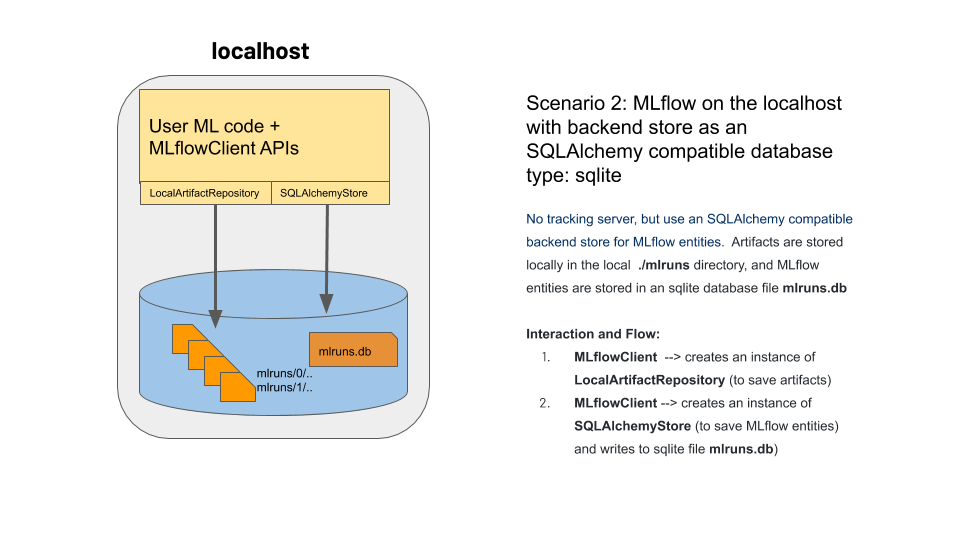 localhost
User ML code +
MLflowClient APIs
LocalArtifactRepository
SQLAlchemyStore
mlruns.db
mlruns/0/..
mlruns/1/..
Scenario 2: MLflow on the localhost
with backend store as an
SQLAlchemy compatible database
type: sqlite
No tracking server, but use an SQLAlchemy compatible
backend store for MLflow entities. Artifacts are stored
locally in the local ./mlruns directory, and MLflow
entities are stored in an sqlite database file mlruns.db
Interaction and Flow:
1. MLflowClient --> creates an instance of
LocalArtifactRepository (to save artifacts)
2. MLflowClient --> creates an instance of
SQLAlchemyStore (to save MLflow entities)
and writes to sqlite file mlruns.db)